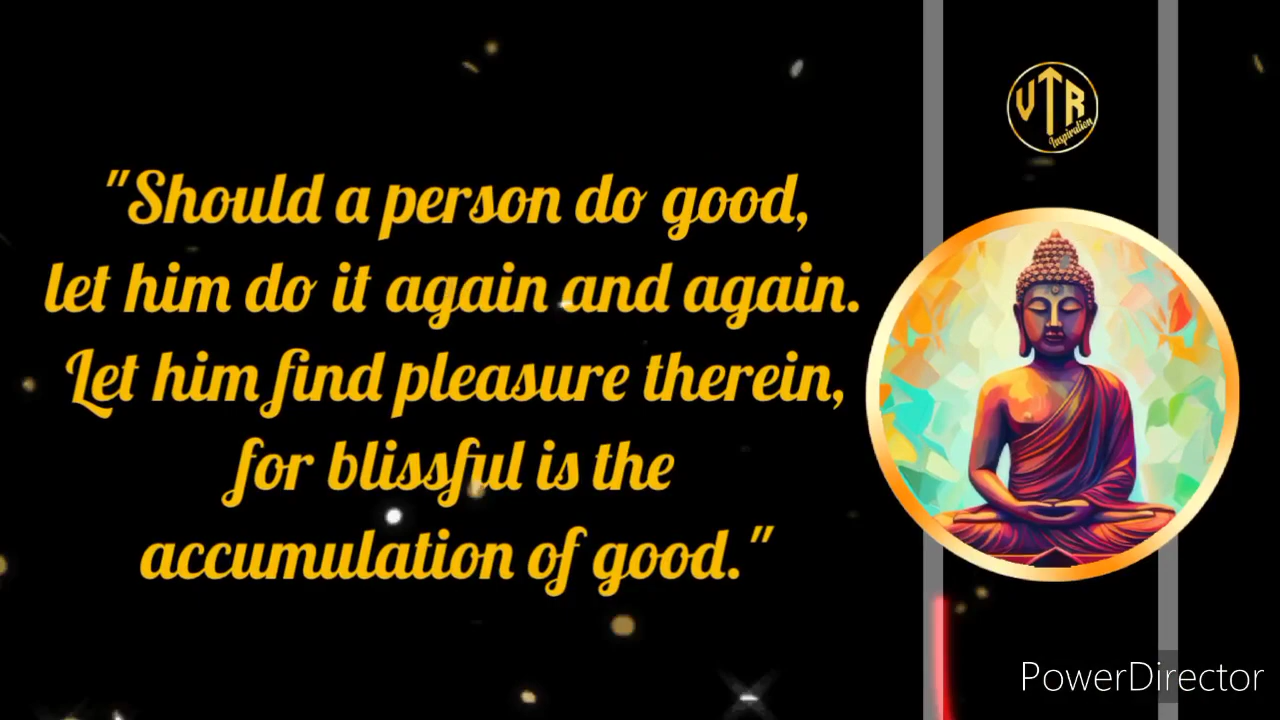 "Should a person do good,
let him do it again and again.
Let him find pleasure therein,
for blissful is the
accumulation of good."
VTR
Inspiration
PowerDirector